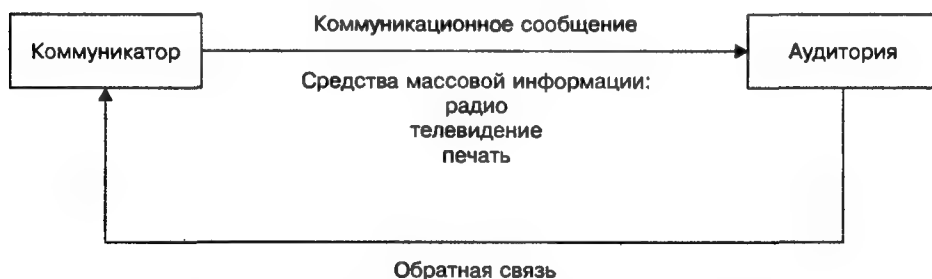 Коммуникационное сообщение
Коммуникатор
Аудитория
Средства массовой информации:
радио
телевидение
печать
Обратная связь